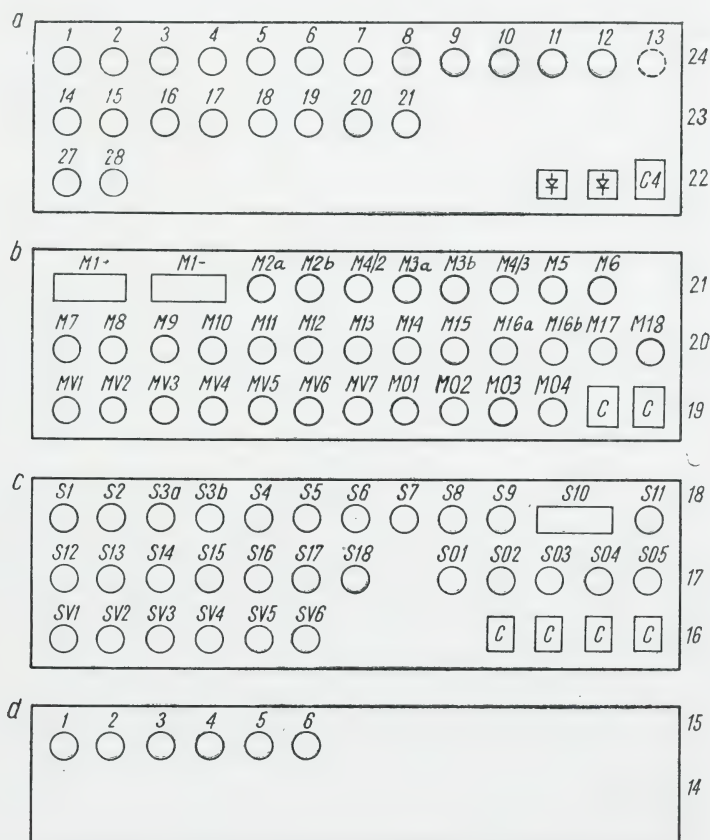 a
1 2 3 4 5 6 7 8 9 10 11 12 13
24
14 15 16 17 18 19 20 21
23
27 28
C4 22
b
M1+ M1- M2a M2b M4/2 M3a M3b M4/3 M5 M6
21
M7 M8 M9 M10 M11 M12 M13 M14 M15 M16a M16b M17 M18
20
MV1 MV2 MV3 MV4 MV5 MV6 MV7 M01 M02 M03 M04
C C 19
c
S1 S2 S3a S3b S4 S5 S6 S7 S8 S9 S10 S11 18
S12 S13 S14 S15 S16 S17 S18 S01 S02 S03 S04 S05
17
SV1 SV2 SV3 SV4 SV5 SV6
C C C C 16
d
1 2 3 4 5 6 15
14